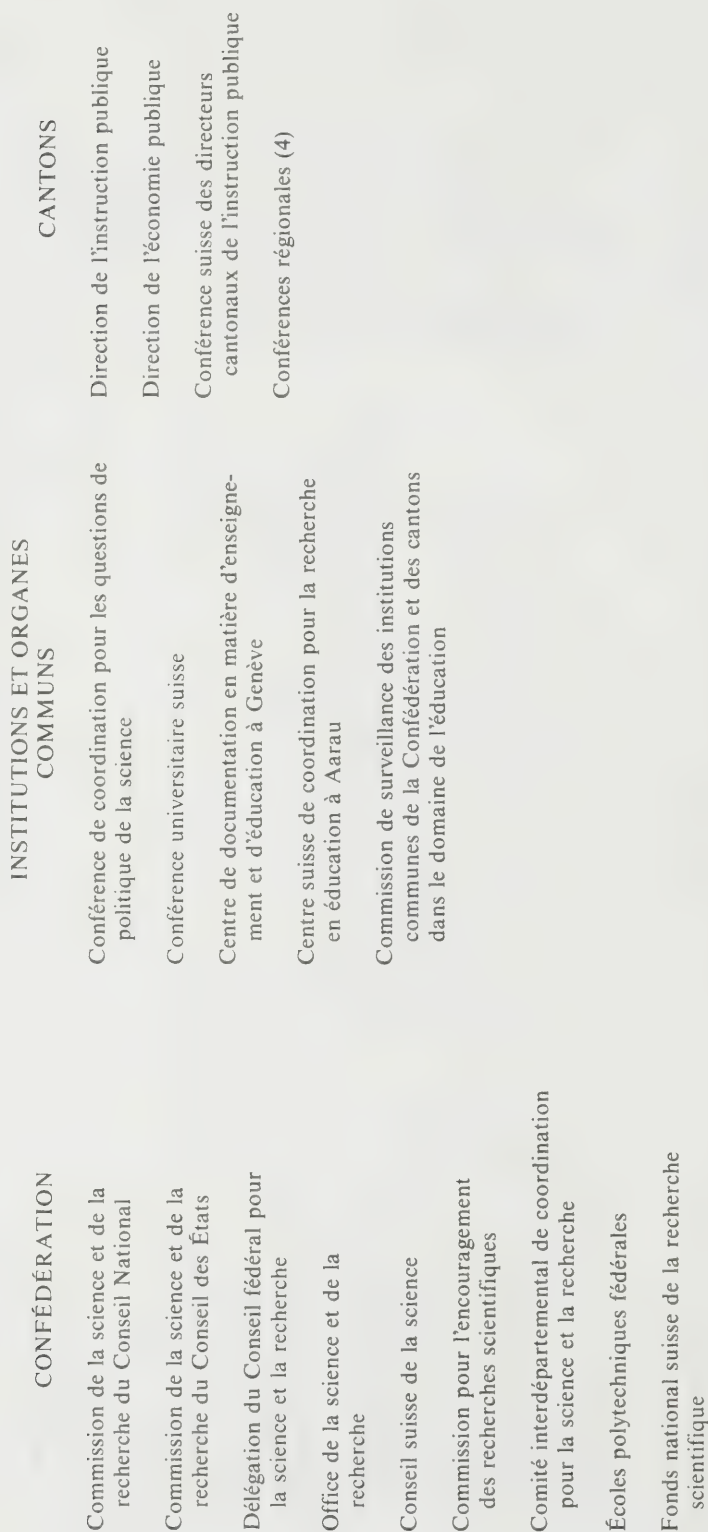 CONFÉDÉRATION
Commission de la science et de la
recherche du Conseil National
Commission de la science et de la
recherche du Conseil des États
Délégation du Conseil fédéral pour
la science et la recherche
Office de la science et de la
recherche
Conseil suisse de la science
Commission pour l'encouragement
des recherches scientifiques
Comité interdépartemental de coordination
pour la science et la recherche
Écoles polytechniques fédérales
Fonds national suisse de la recherche
scientifique
INSTITUTIONS ET ORGANES
COMMUNS
Conférence de coordination pour les questions de
politique de la science
Conférence universitaire suisse
Centre de documentation en matière d'enseigne-
ment et d'éducation à Genève
Centre suisse de coordination pour la recherche
en éducation à Aarau
Commission de surveillance des institutions
communes de la Confédération et des cantons
dans le domaine de l'éducation
CANTONS
Direction de l'instruction publique
Direction de l'économie publique
Conférence suisse des directeurs
cantonaux de l'instruction publique
Conférences régionales (4)